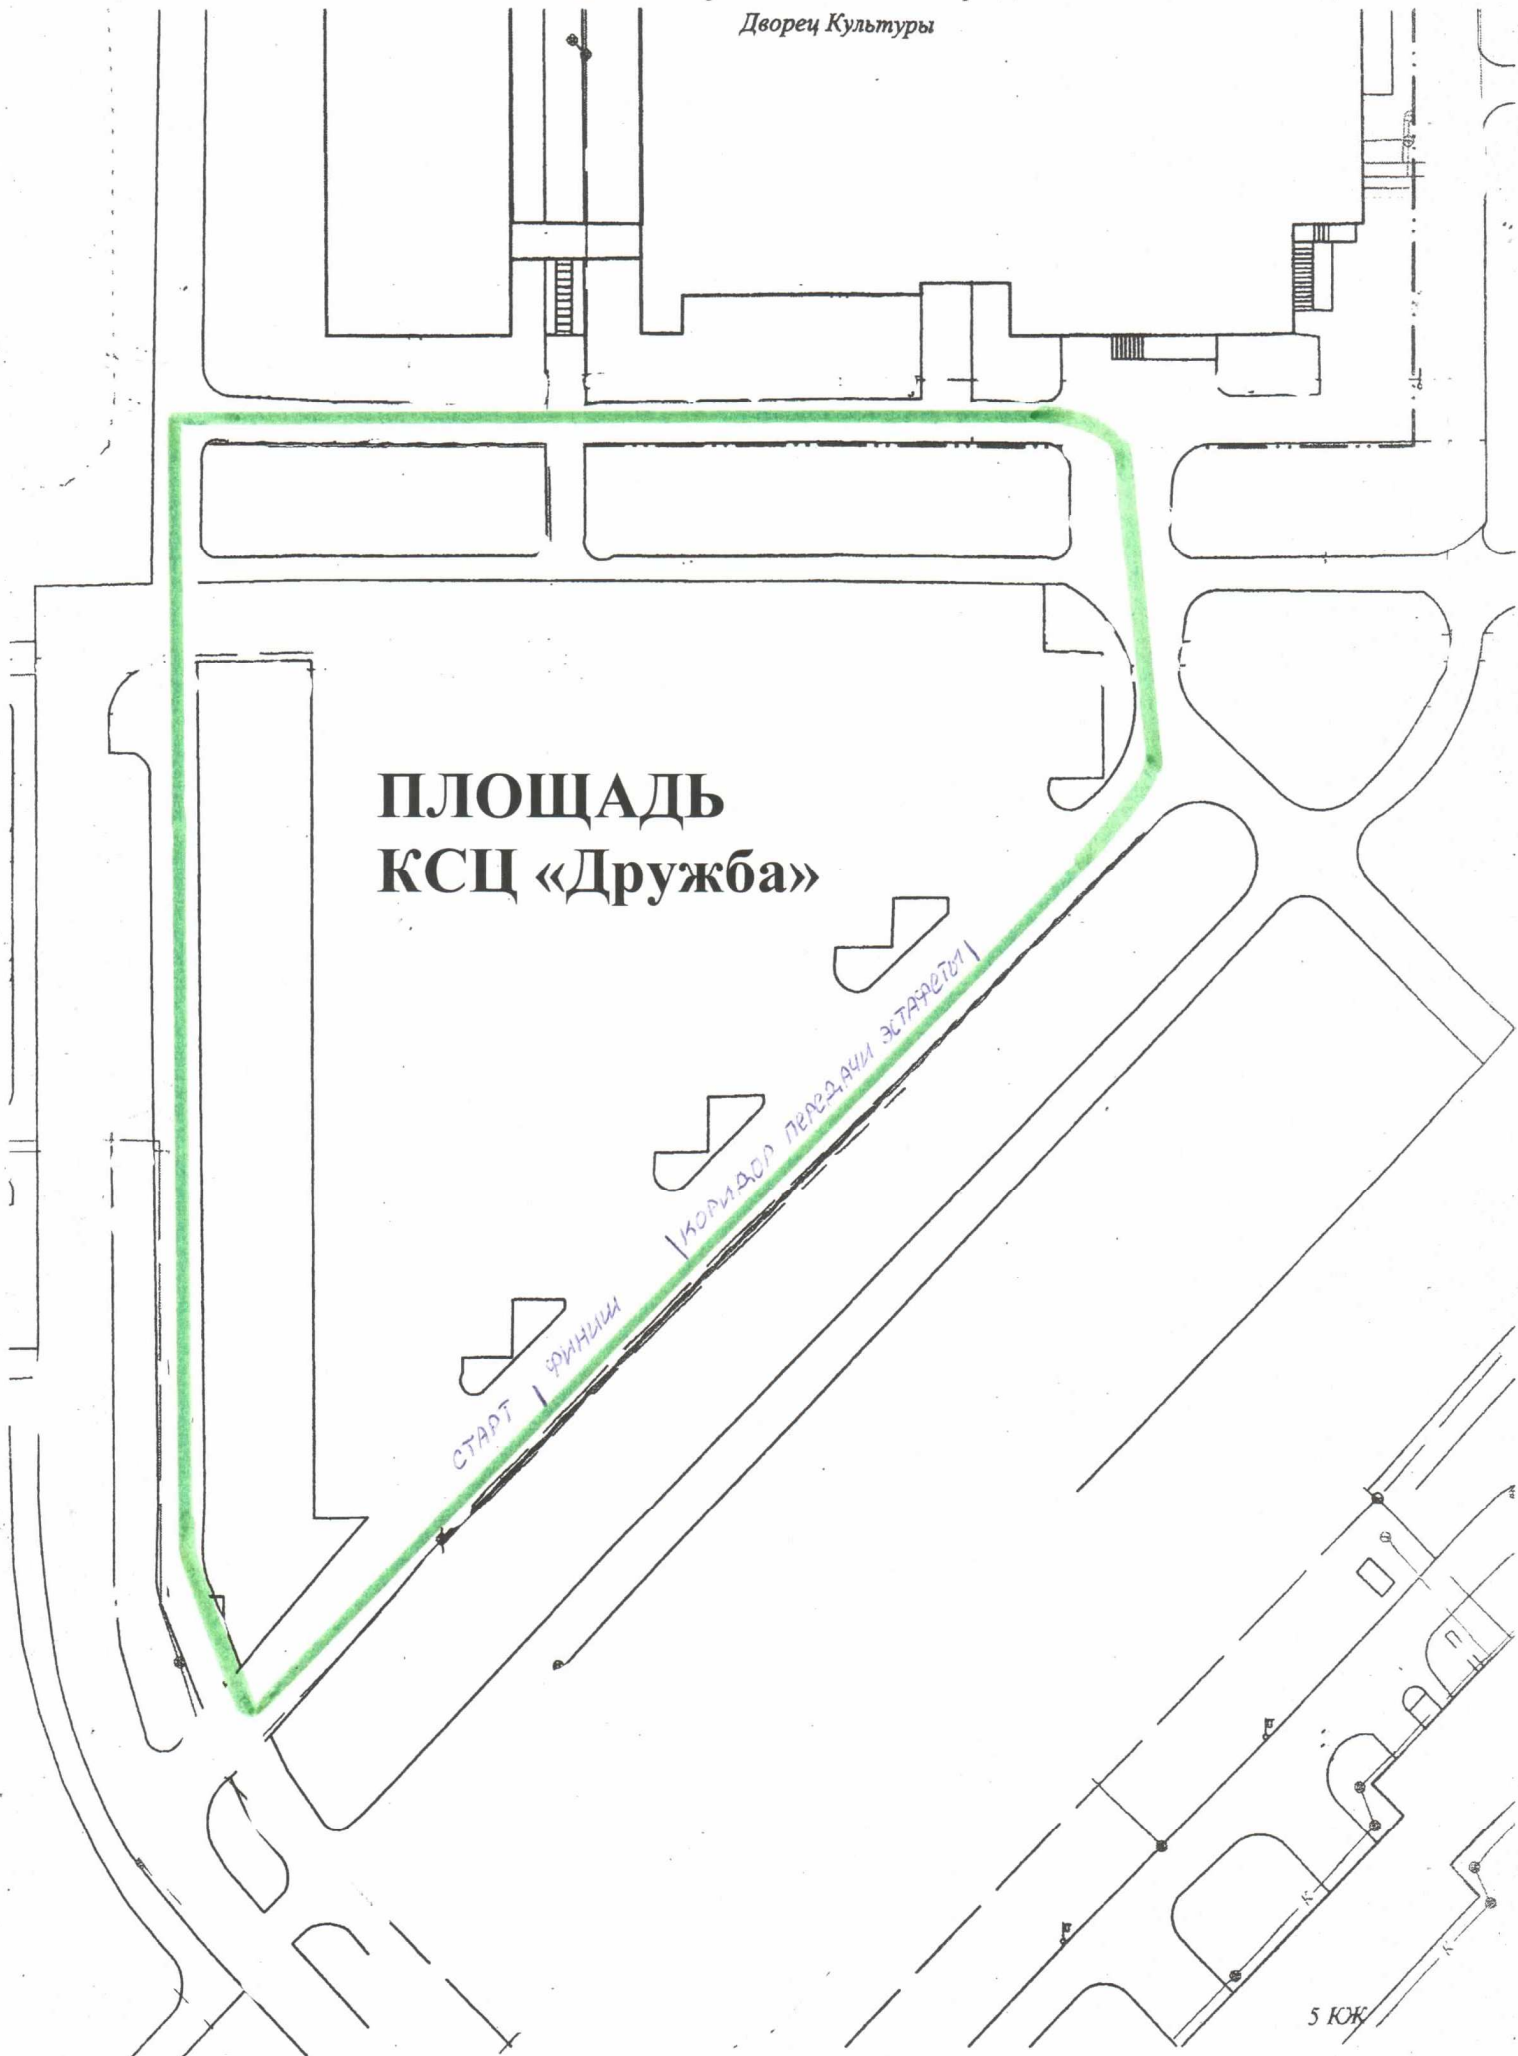 Дворец Культуры
ПЛОЩАДЬ
КСЦ «Дружба»
КОРИДОР ПЕРЕДАЧИ ЭСТАФЕТЫ
СТАРТ ФИНИШ
К
К
5 КЖ